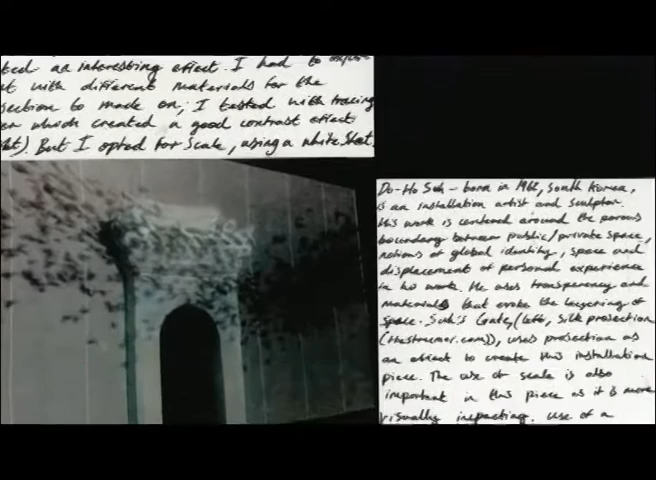 ted an interesting effect. I had to
nt with different materials for the
jection to made on; I tested with tracing
er which created a good contrast effect
But I opted for scale, using a white sheet.
Do-Ho Suh - born in 1962, South Korea,
is an installation artist and sculptor.
His work is centered around the porous
boundary between public/private space,
notions of global identity, space and
displacement of personal experience
in his work. He uses transparency and
materials that evoke the layering of
space. Suh's Gate, (left, silk projection
uses projection as
an effect to create this installation
piece. The use of scale is also
important in this piece as it is more
visually impacting. Use of a